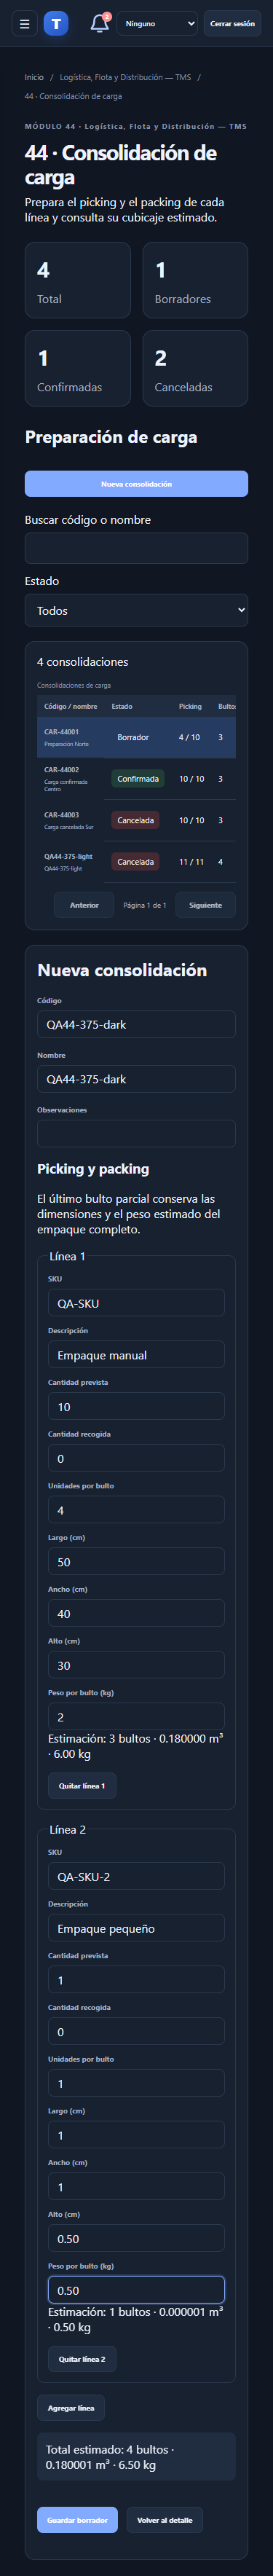 ☰
T
2
Ninguno
Cerrar sesión
Inicio / Logística, Flota y Distribución — TMS /
44 · Consolidación de carga
MÓDULO 44 · Logística, Flota y Distribución — TMS
44 · Consolidación de
carga
Prepara el picking y el packing de cada
línea y consulta su cubicaje estimado.
4
Total
1
Borradores
1
Confirmadas
2
Canceladas
Preparación de carga
Nueva consolidación
Buscar código o nombre
Estado
Todos
4 consolidaciones
Consolidaciones de carga
Código / nombre Estado Picking Bultos
CAR-44001
Preparación Norte
Borrador 4 / 10 3
CAR-44002
Carga confirmada
Centro
Confirmada 10 / 10 3
CAR-44003
Carga cancelada Sur
Cancelada 10 / 10 3
QA44-375-light
QA44-375-light
Cancelada 11 / 11 4
Anterior Página 1 de 1 Siguiente
Nueva consolidación
Código
QA44-375-dark
Nombre
QA44-375-dark
Observaciones
Picking y packing
El último bulto parcial conserva las
dimensiones y el peso estimado del
empaque completo.
Línea 1
SKU
QA-SKU
Descripción
Empaque manual
Cantidad prevista
10
Cantidad recogida
0
Unidades por bulto
4
Largo (cm)
50
Ancho (cm)
40
Alto (cm)
30
Peso por bulto (kg)
2
Estimación: 3 bultos · 0.180000 m³
· 6.00 kg
Quitar línea 1
Línea 2
SKU
QA-SKU-2
Descripción
Empaque pequeño
Cantidad prevista
1
Cantidad recogida
0
Unidades por bulto
1
Largo (cm)
1
Ancho (cm)
1
Alto (cm)
0.50
Peso por bulto (kg)
0.50
Estimación: 1 bultos · 0.000001 m³
· 0.50 kg
Quitar línea 2
Agregar línea
Total estimado: 4 bultos ·
0.180001 m³ · 6.50 kg
Guardar borrador Volver al detalle